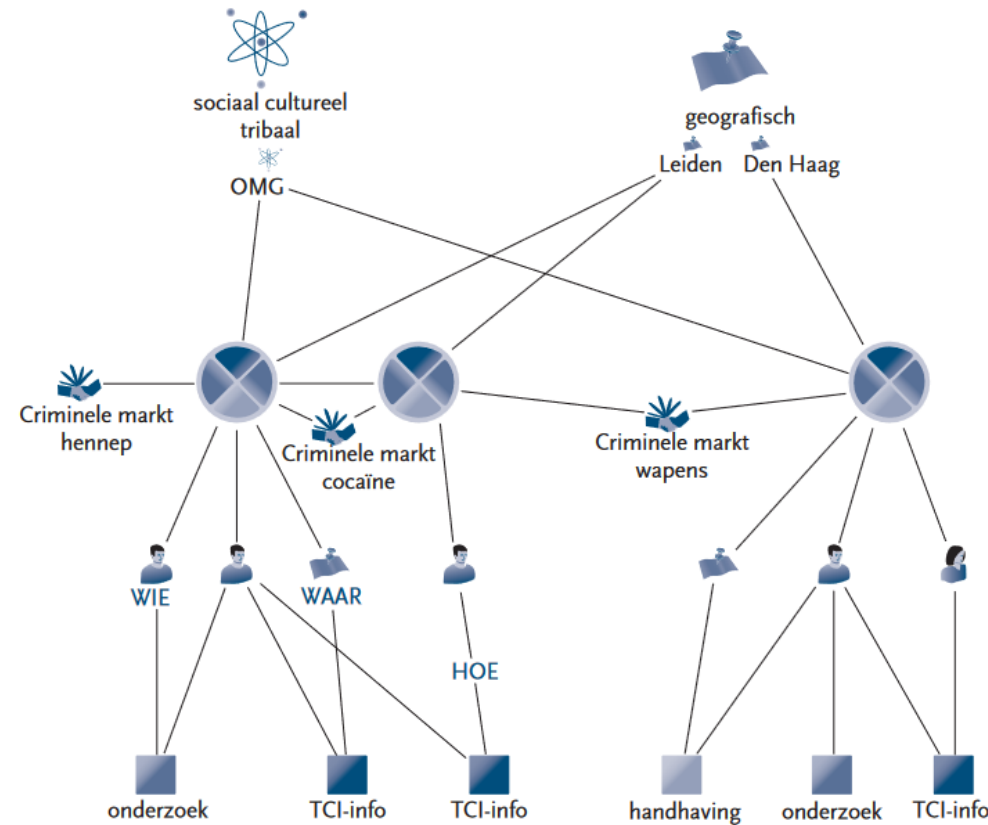 sociaal cultureel
tribaal
OMG
geografisch
Leiden Den Haag
Criminele markt
hennep
Criminele markt
cocaïne
Criminele markt
wapens
WIE
WAAR
HOE
onderzoek
TCI-info
TCI-info
handhaving
onderzoek
TCI-info